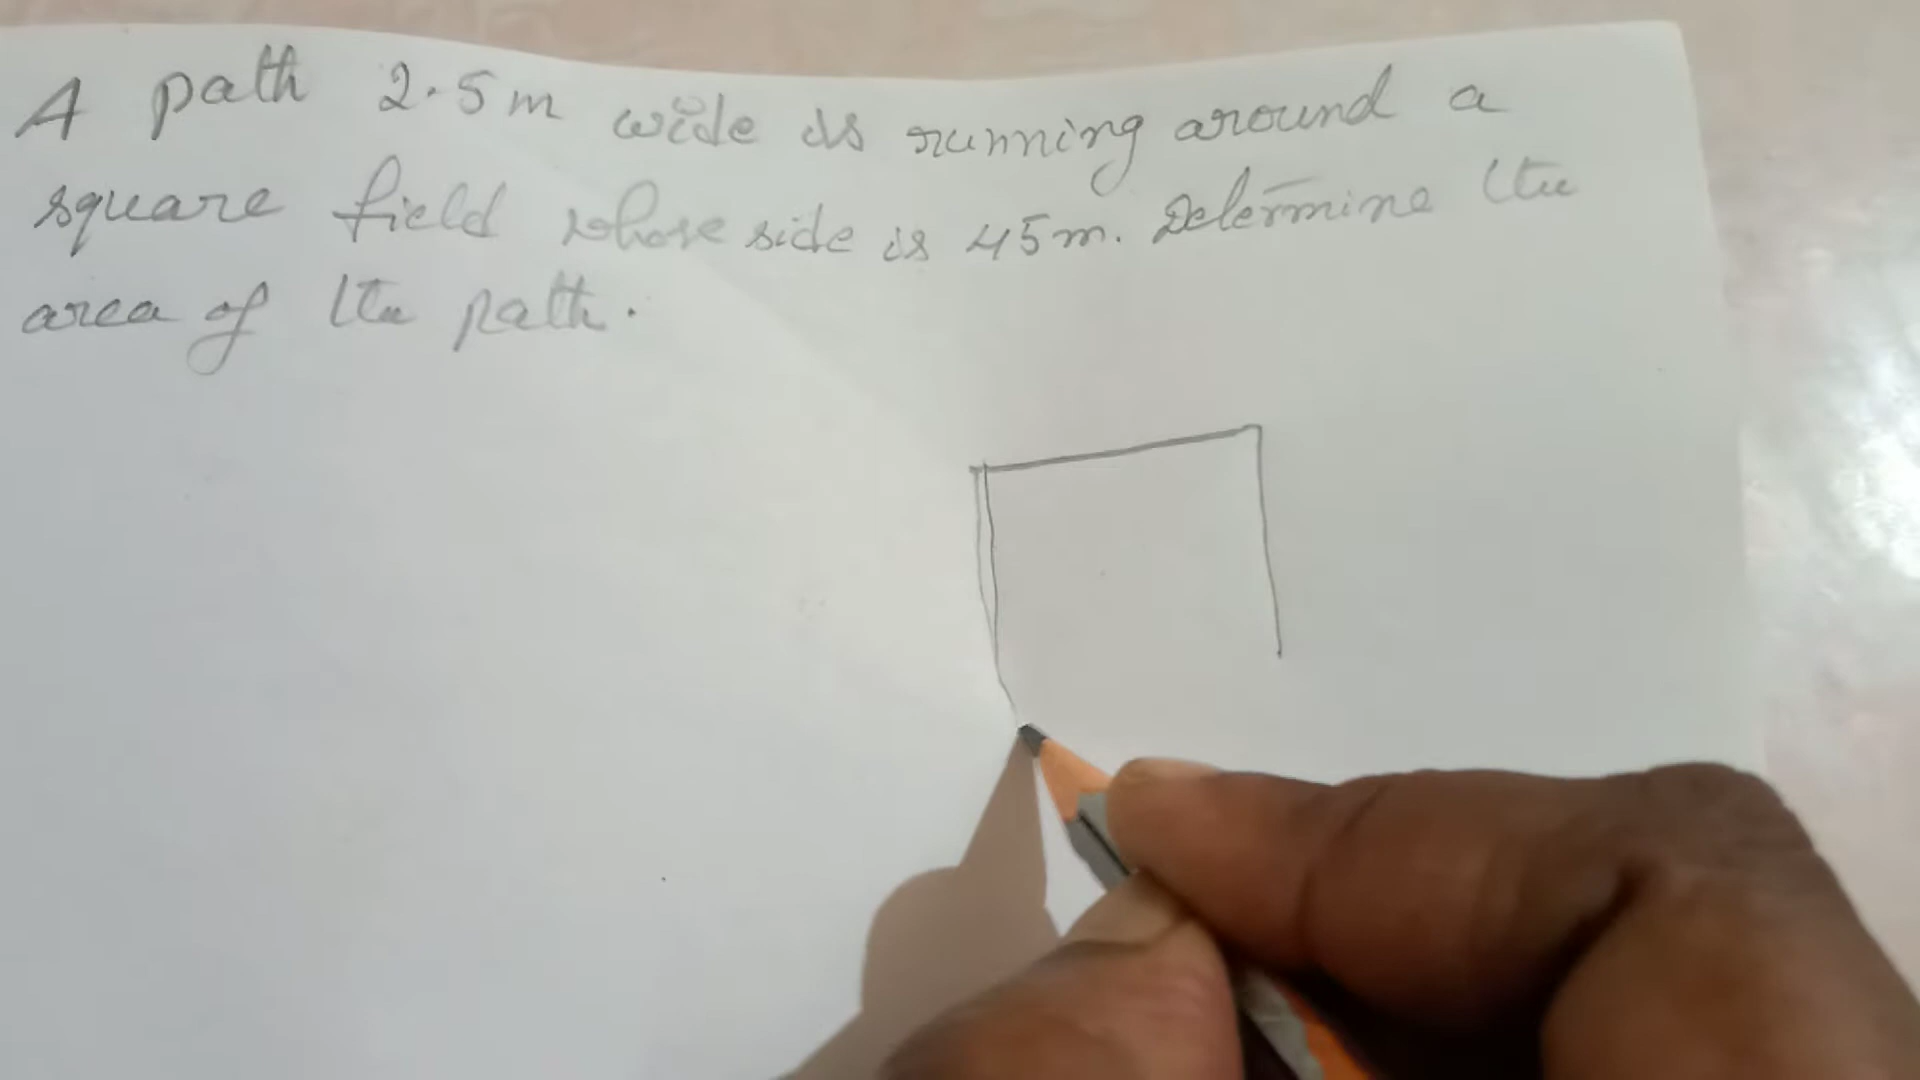 A path 2.5m wide is running around a
square field whose side is 45m. Determine the
area of the path.